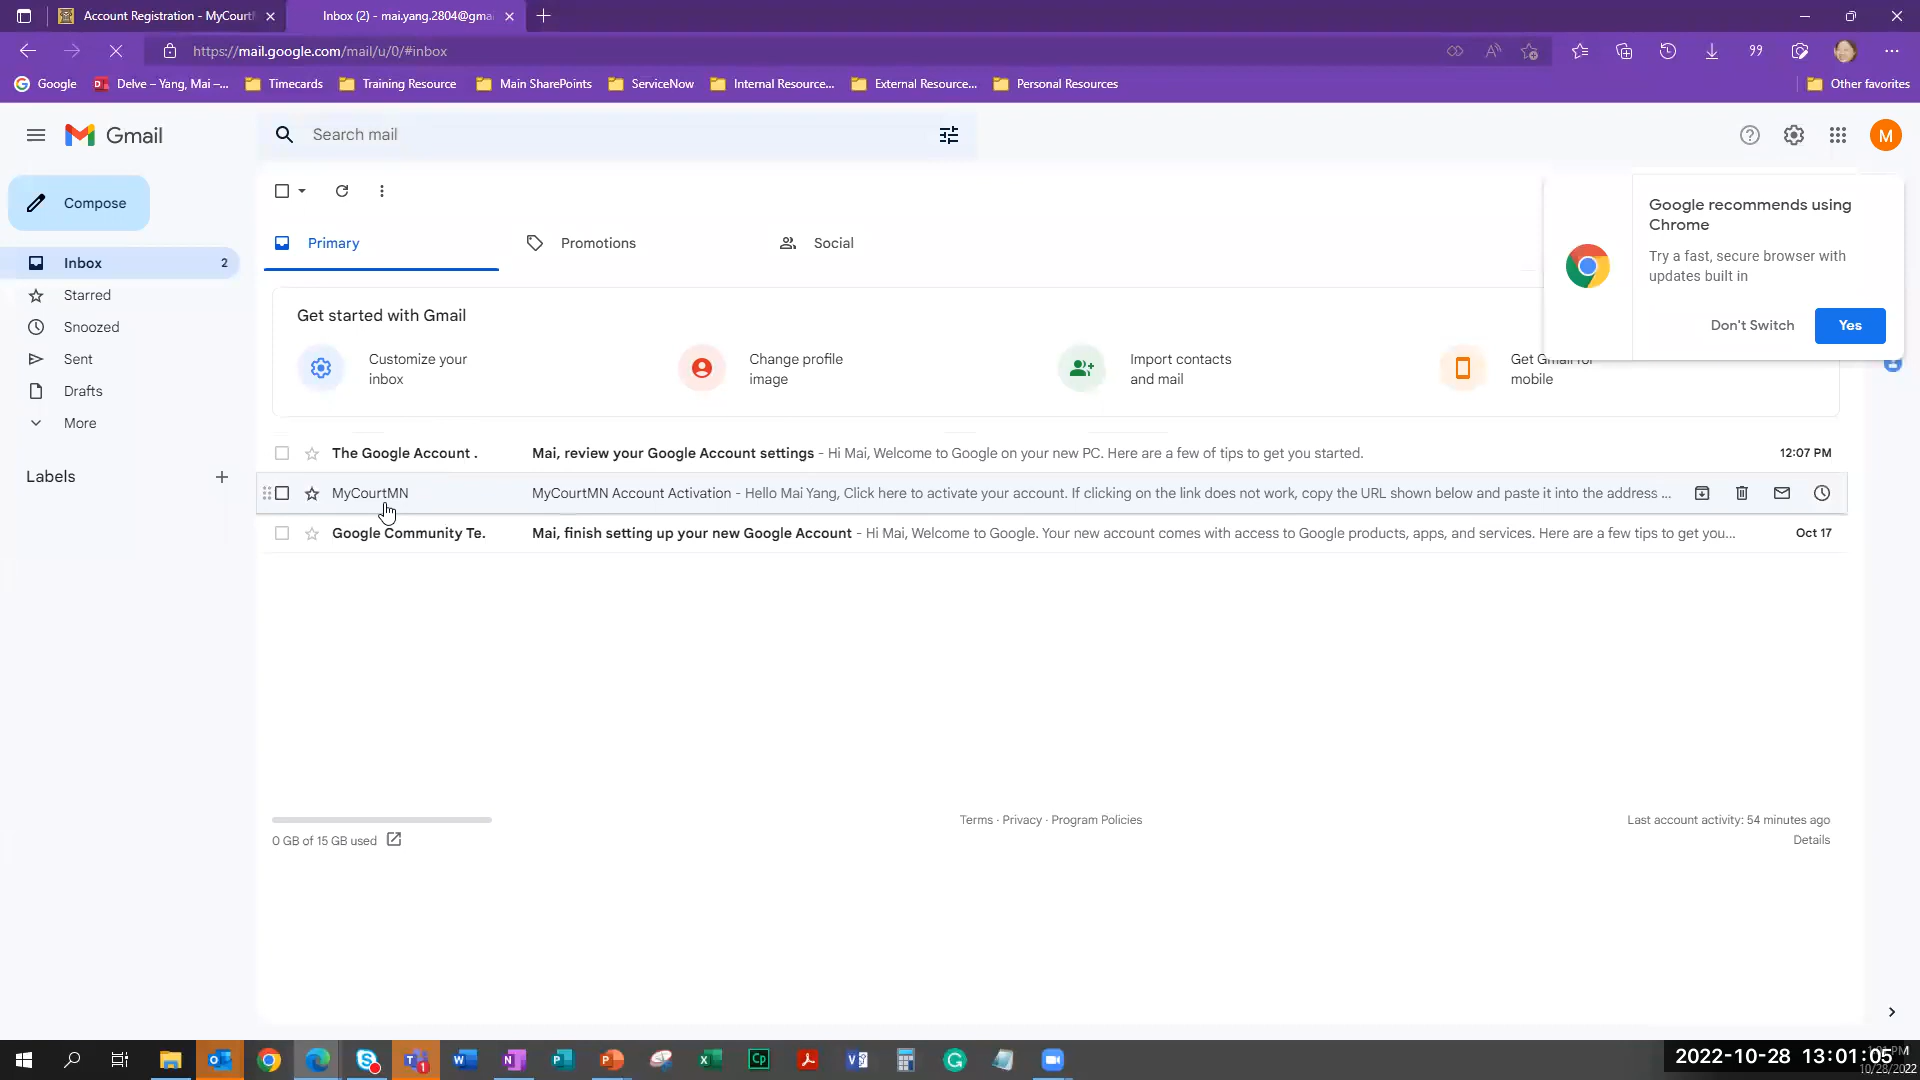 Account Registration - MyCourt
Inbox (2) - mai.yang.2804@gma
https://mail.google.com/mail/u/0/#inbox
Google
Delve – Yang, Mai –...
Timecards
Training Resource
Main SharePoints
ServiceNow
Internal Resource...
External Resource...
Personal Resources
Other favorites
Gmail
Search mail
M
Compose
Primary
Promotions
Social
Google recommends using
Chrome
Try a fast, secure browser with
updates built in
Don't Switch
Yes
Inbox 2
Starred
Snoozed
Sent
Drafts
More
Labels
Get started with Gmail
Customize your
inbox
Change profile
image
Import contacts
and mail
Get Gmail for
mobile
The Google Account . Mai, review your Google Account settings - Hi Mai, Welcome to Google on your new PC. Here are a few of tips to get you started. 12:07 PM
MyCourtMN MyCourtMN Account Activation - Hello Mai Yang, Click here to activate your account. If clicking on the link does not work, copy the URL shown below and paste it into the address ...
Google Community Te. Mai, finish setting up your new Google Account - Hi Mai, Welcome to Google. Your new account comes with access to Google products, apps, and services. Here are a few tips to get you... Oct 17
0 GB of 15 GB used
Terms · Privacy · Program Policies
Last account activity: 54 minutes ago
Details
2022-10-28 13:01:05
10/28/2022